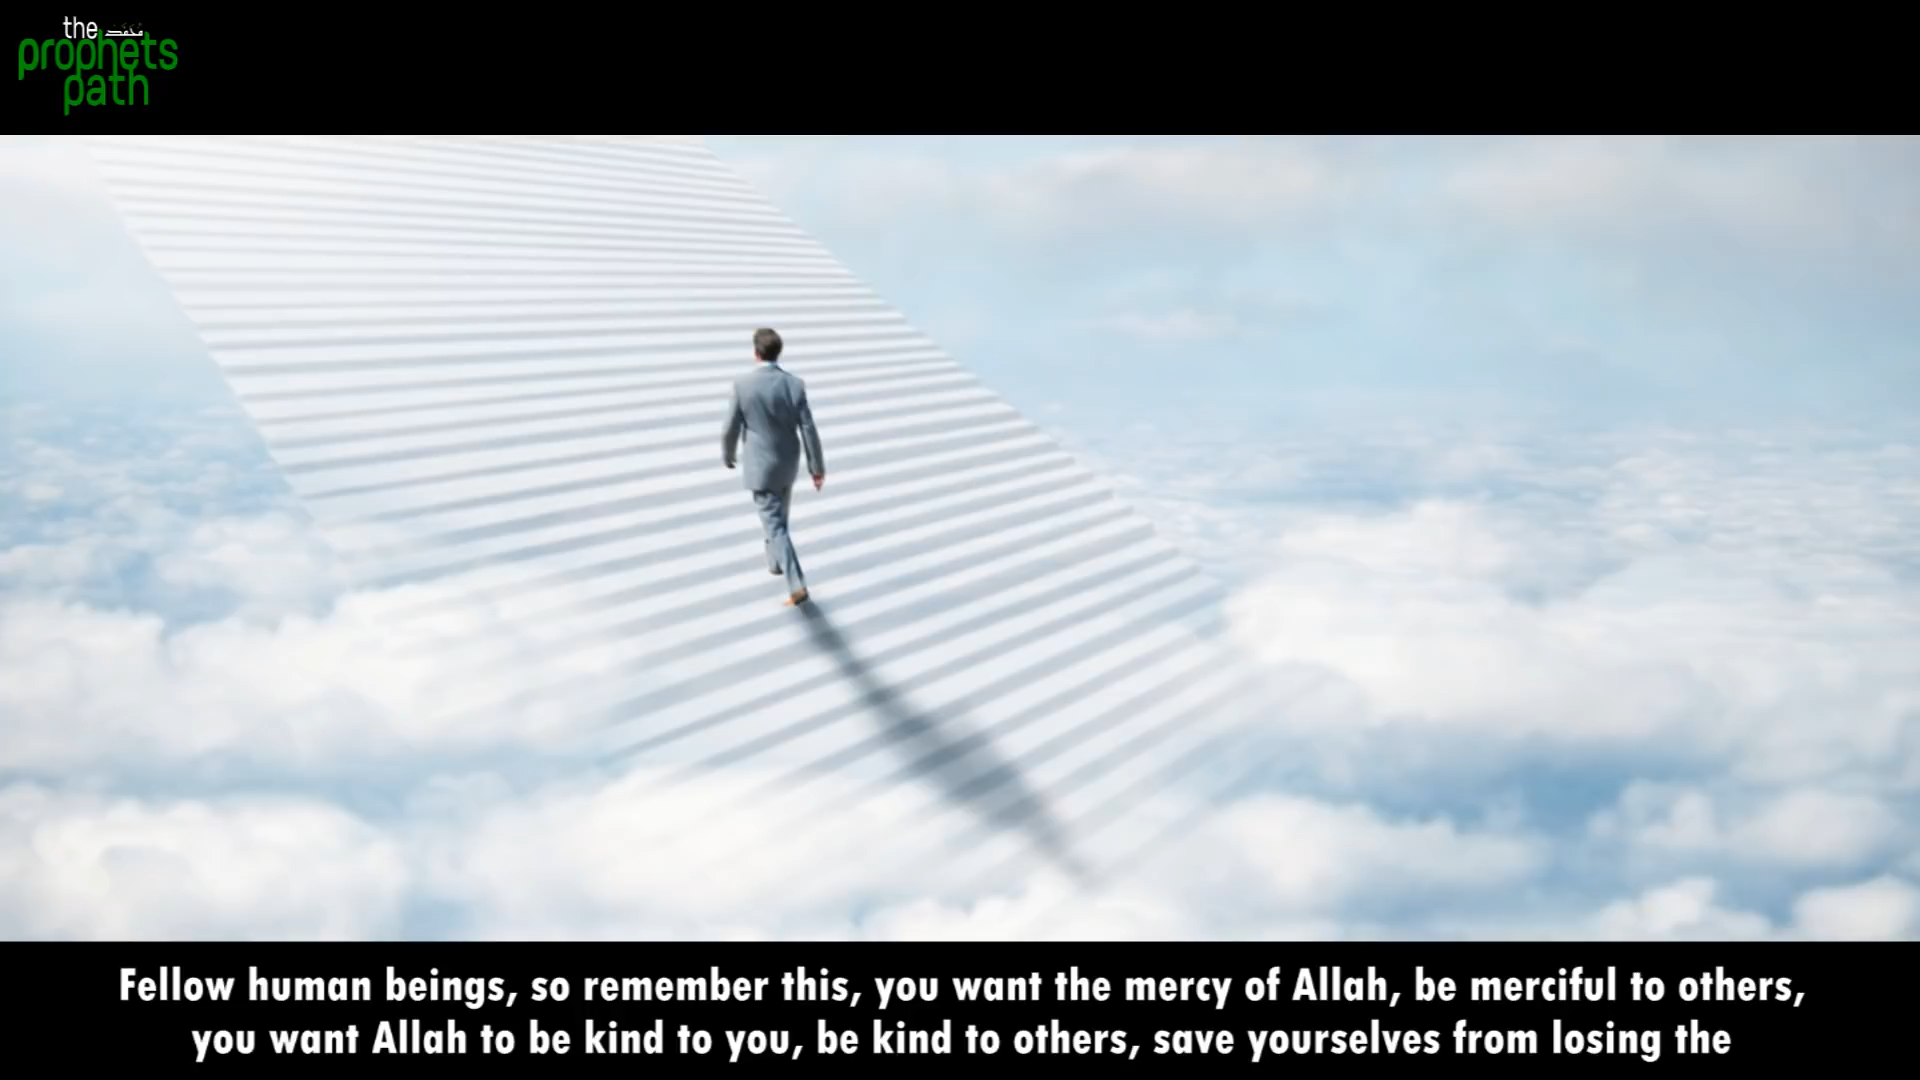 the
prophets
path
Fellow human beings, so remember this, you want the mercy of Allah, be merciful to others,
you want Allah to be kind to you, be kind to others, save yourselves from losing the